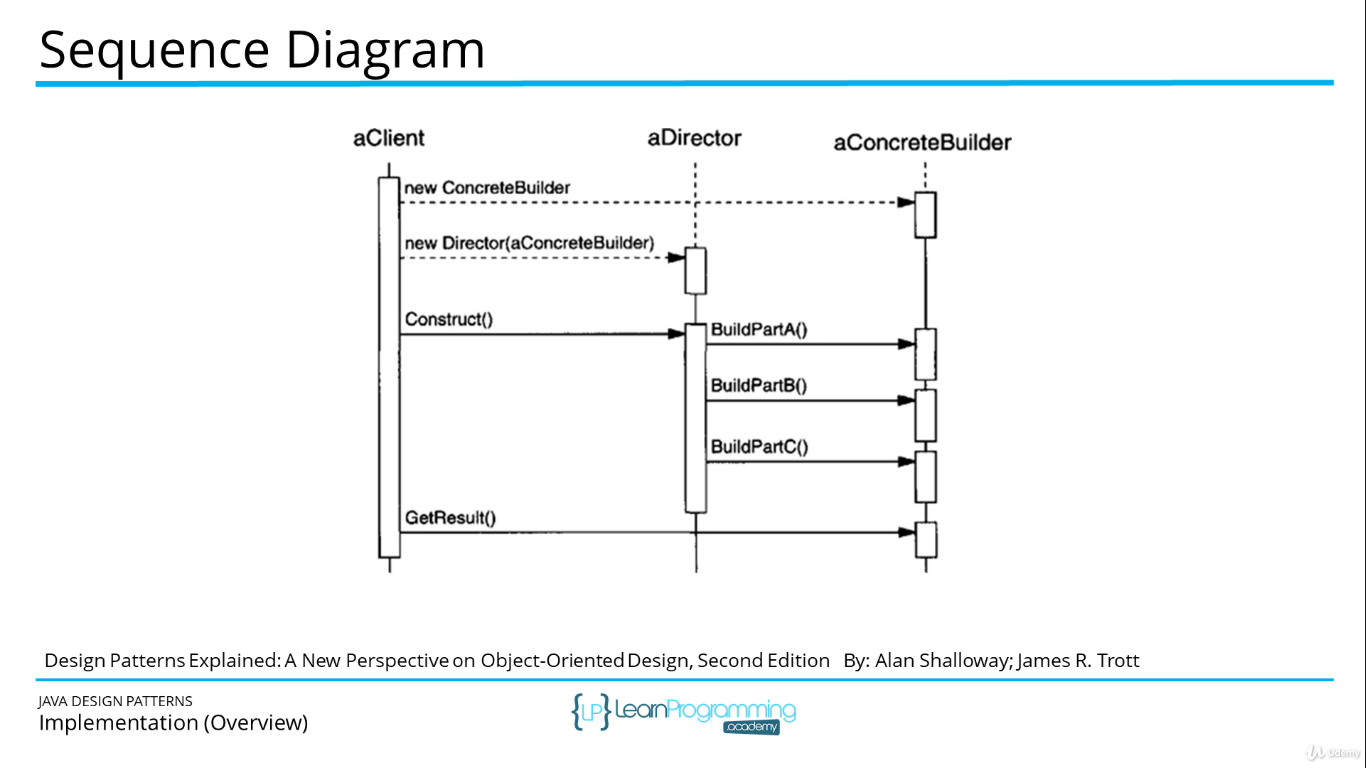 Sequence Diagram
aClient
aDirector
aConcreteBuilder
new ConcreteBuilder
new Director(aConcreteBuilder)
Construct()
BuildPartA()
BuildPartB()
BuildPartC()
GetResult()
Design Patterns Explained: A New Perspective on Object-Oriented Design, Second Edition By: Alan Shalloway; James R. Trott
JAVA DESIGN PATTERNS
Implementation (Overview)
{LP} LearnProgramming
.academy
Udemy